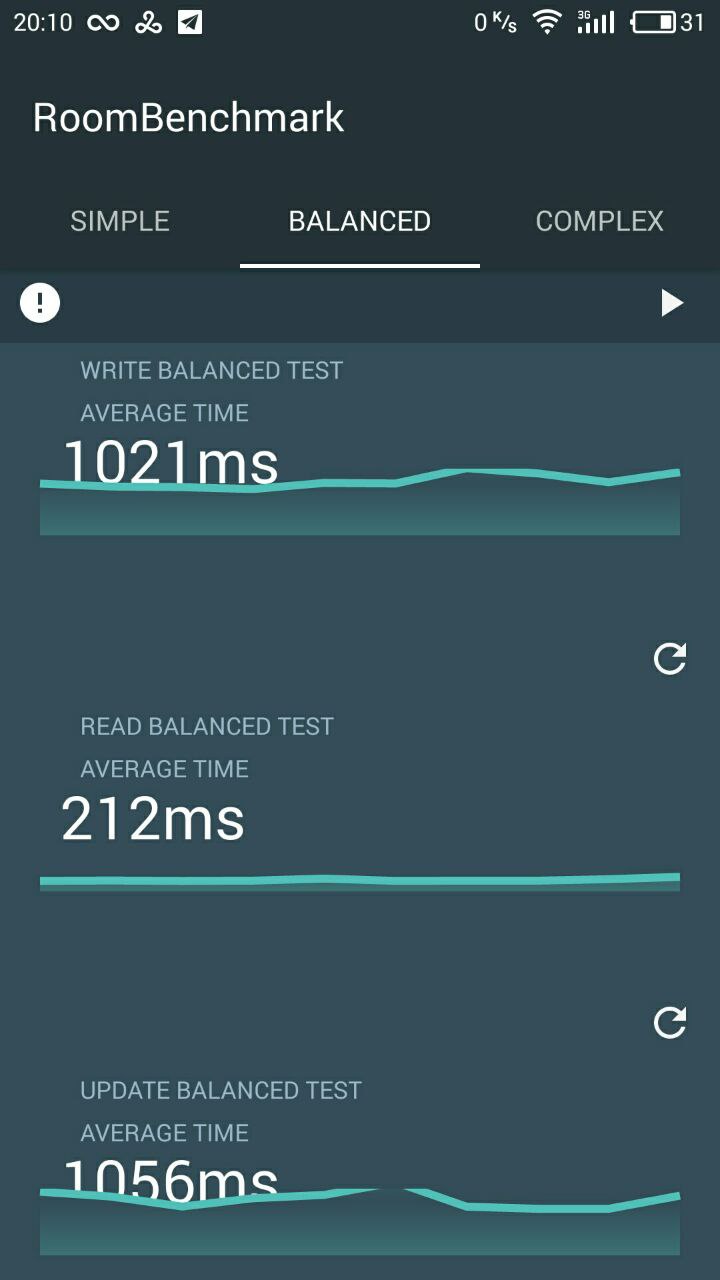 20:10 0 K/s 3G 31
RoomBenchmark
SIMPLE BALANCED COMPLEX
WRITE BALANCED TEST
AVERAGE TIME
1021ms
READ BALANCED TEST
AVERAGE TIME
212ms
UPDATE BALANCED TEST
AVERAGE TIME
1056ms